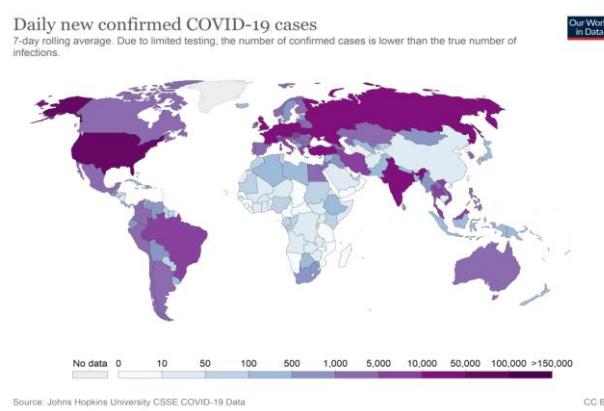 Daily new confirmed COVID-19 cases
7-day rolling average. Due to limited testing, the number of confirmed cases is lower than the true number of
infections.
Our World
in Data
No data 0 10 50 100 500 1,000 5,000 10,000 50,000 100,000 >150,000
Source: Johns Hopkins University CSSE COVID-19 Data
CC B